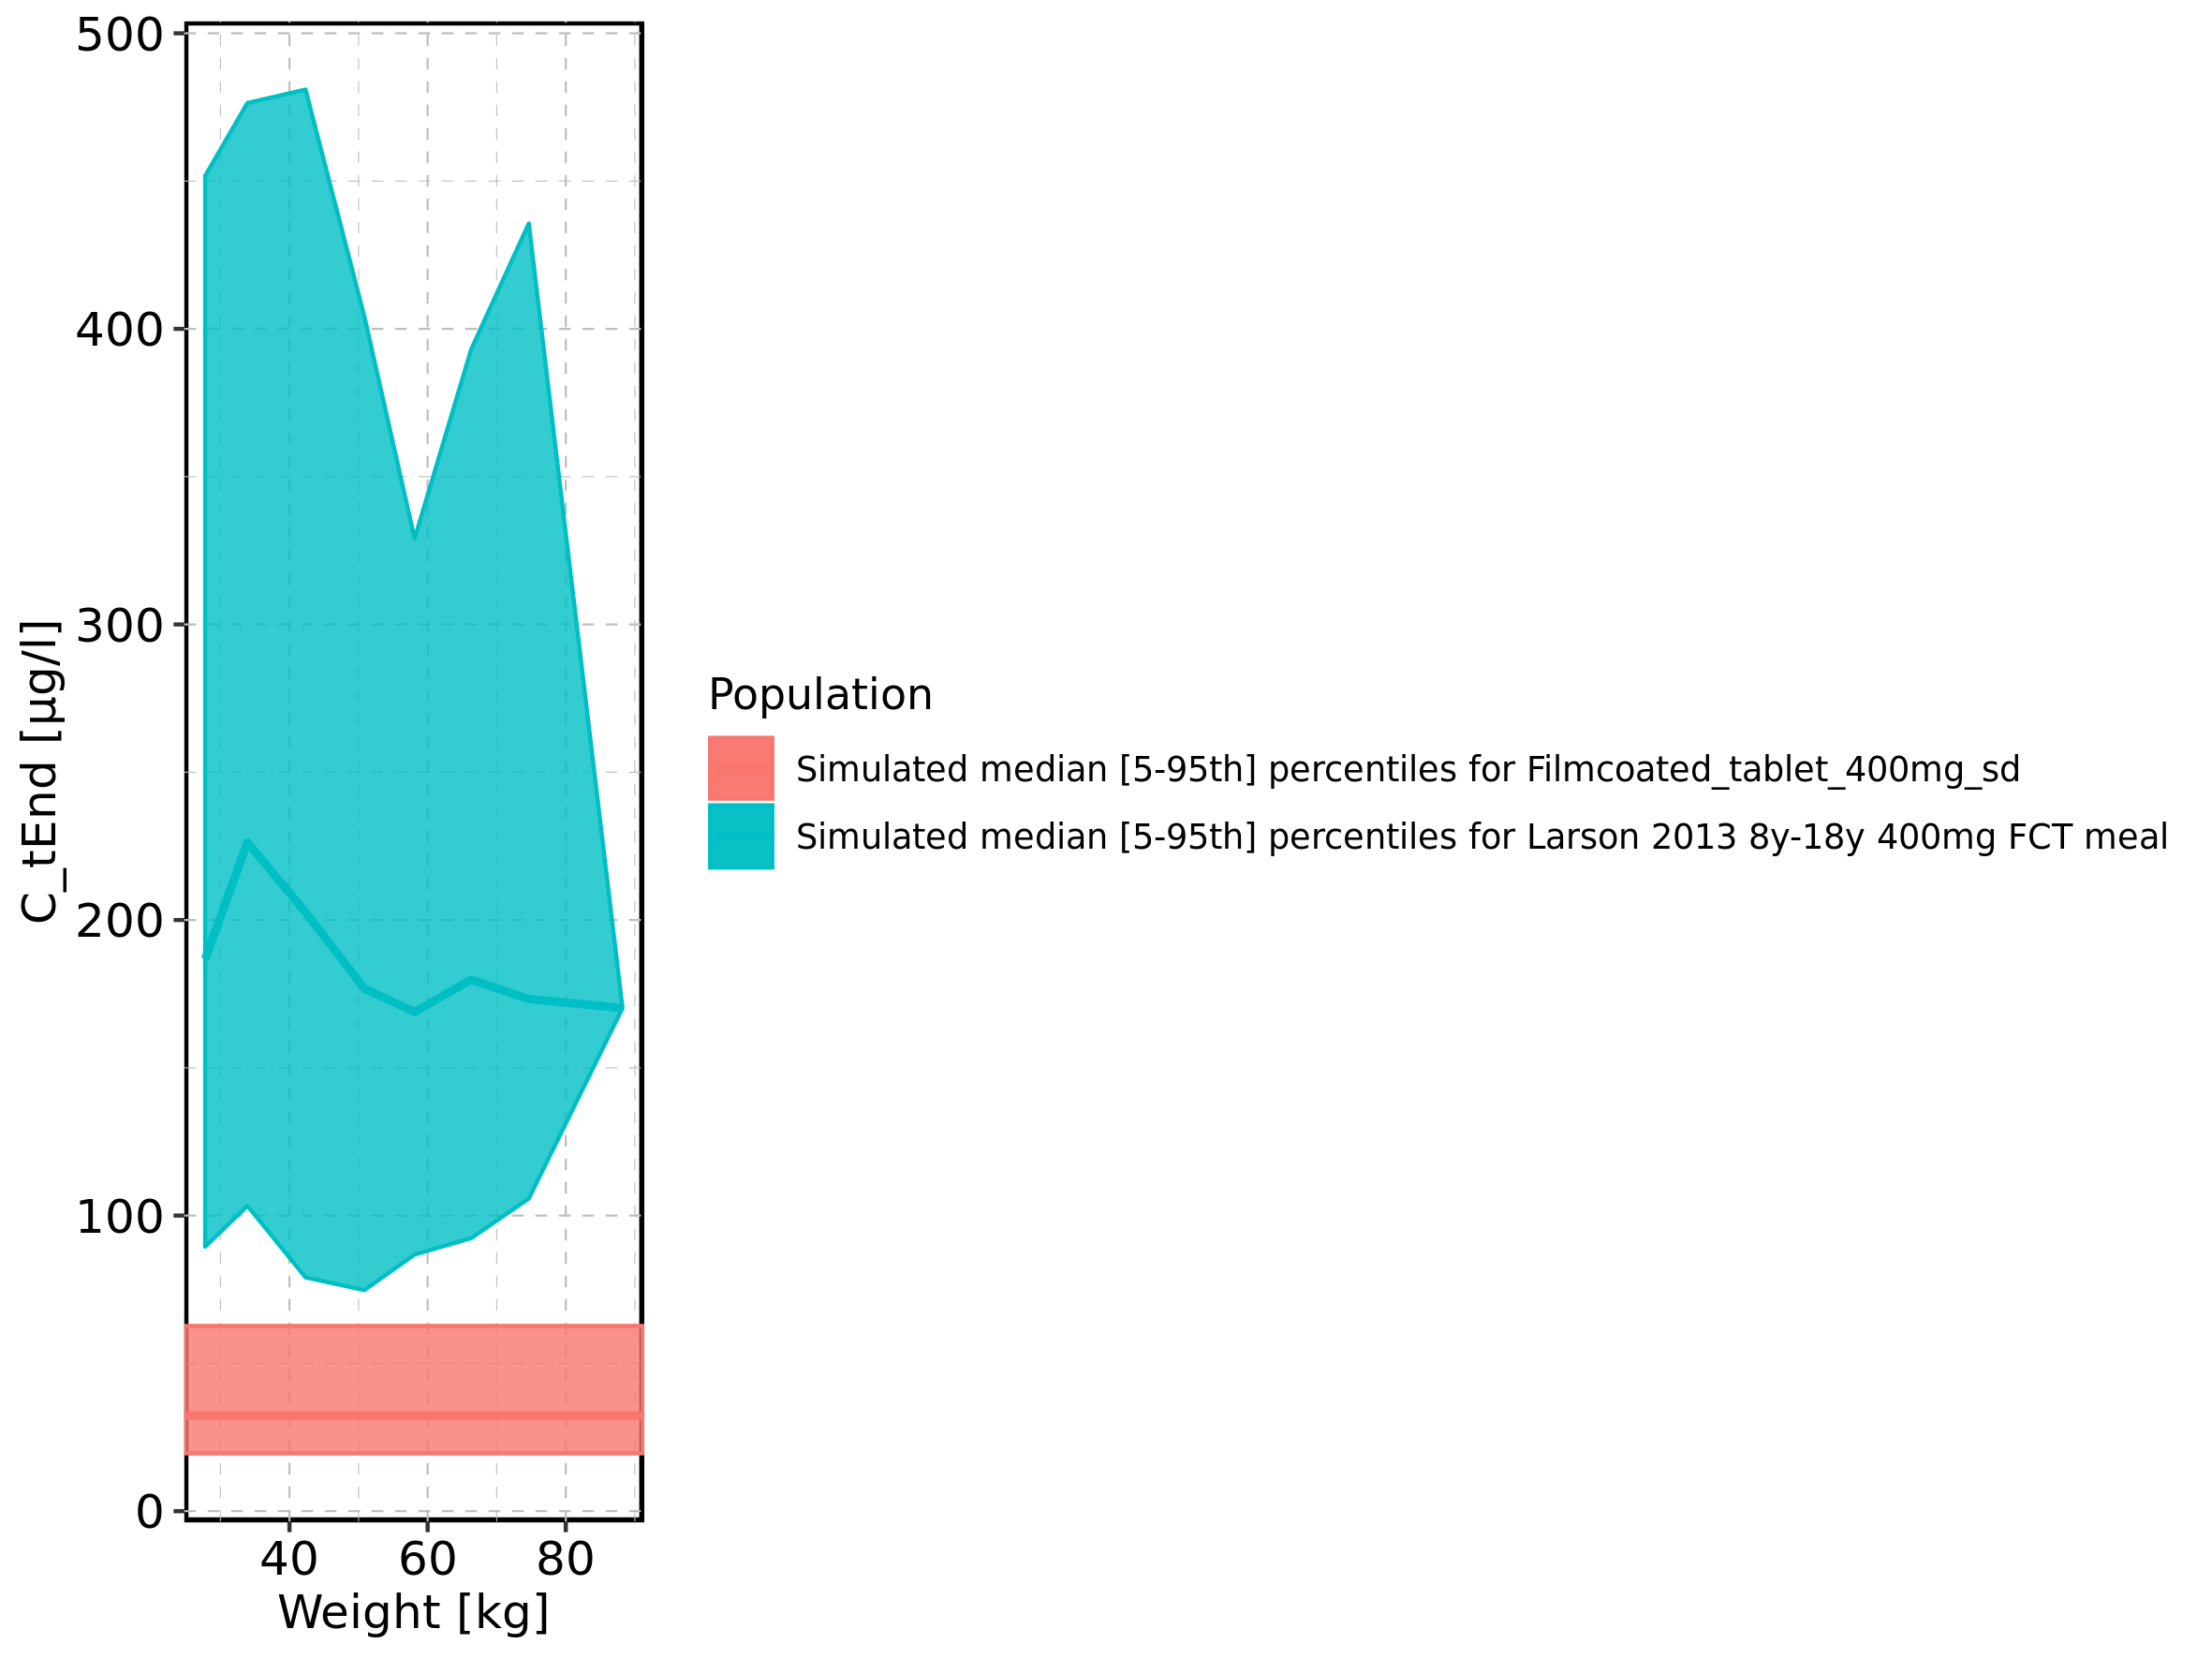 500
400
300
200
100
0
C_tEnd [µg/l]
40 60 80
Weight [kg]
Population
Simulated median [5-95th] percentiles for Filmcoated_tablet_400mg_sd
Simulated median [5-95th] percentiles for Larson 2013 8y-18y 400mg FCT meal